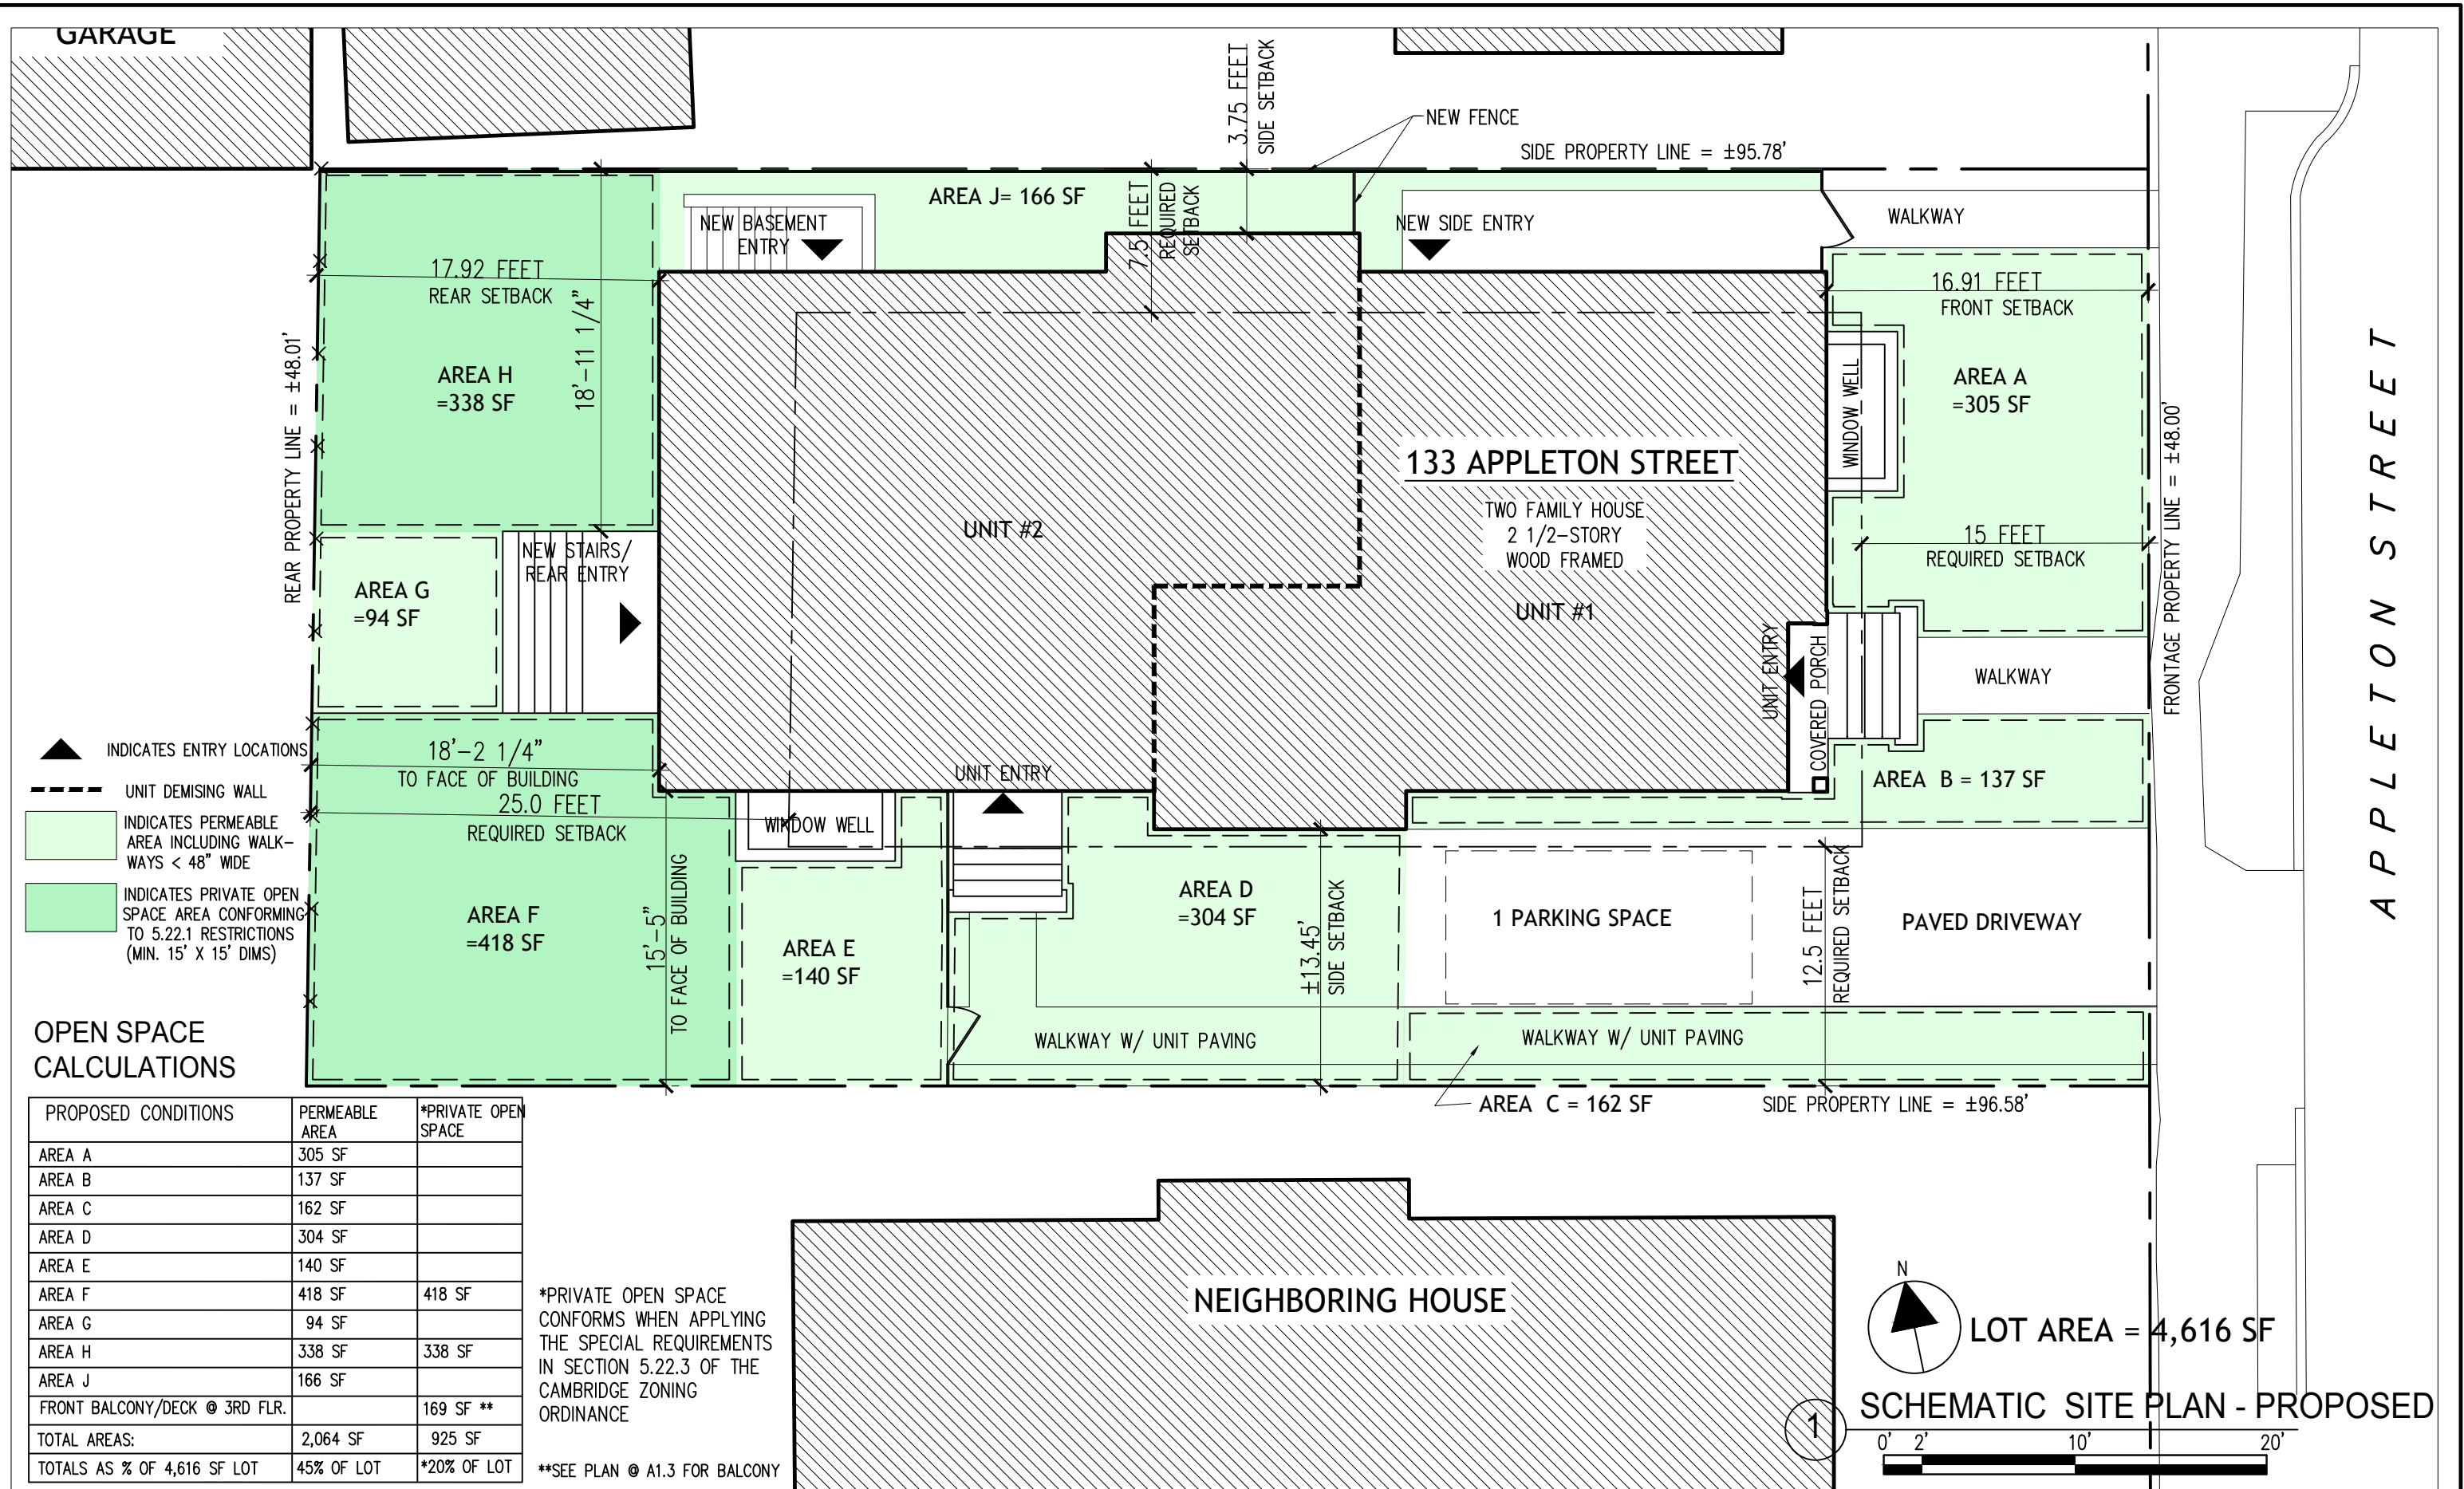 GARAGE
3.75 FEET
SIDE SETBACK
NEW FENCE
SIDE PROPERTY LINE = ±95.78'
AREA J= 166 SF
7.5 FEET
REQUIRED
SETBACK
NEW BASEMENT
ENTRY
NEW SIDE ENTRY
WALKWAY
17.92 FEET
REAR SETBACK
18'-11 1/4"
16.91 FEET
FRONT SETBACK
REAR PROPERTY LINE = ±48.01'
AREA H
=338 SF
WINDOW WELL
AREA A
=305 SF
FRONTAGE PROPERTY LINE = ±48.00'
APPLETON STREET
133 APPLETON STREET
TWO FAMILY HOUSE
2 1/2-STORY
WOOD FRAMED
UNIT #2
UNIT #1
15 FEET
REQUIRED SETBACK
NEW STAIRS/
REAR ENTRY
AREA G
=94 SF
UNIT ENTRY
COVERED PORCH
WALKWAY
INDICATES ENTRY LOCATIONS
UNIT DEMISING WALL
INDICATES PERMEABLE
AREA INCLUDING WALK-
WAYS < 48" WIDE
INDICATES PRIVATE OPEN
SPACE AREA CONFORMING
TO 5.22.1 RESTRICTIONS
(MIN. 15' X 15' DIMS)
18'-2 1/4"
TO FACE OF BUILDING
25.0 FEET
REQUIRED SETBACK
UNIT ENTRY
WINDOW WELL
AREA B = 137 SF
AREA F
=418 SF
15'-5"
TO FACE OF BUILDING
AREA E
=140 SF
AREA D
=304 SF
±13.45'
SIDE SETBACK
1 PARKING SPACE
12.5 FEET
REQUIRED SETBACK
PAVED DRIVEWAY
WALKWAY W/ UNIT PAVING
WALKWAY W/ UNIT PAVING
AREA C = 162 SF
SIDE PROPERTY LINE = ±96.58'
OPEN SPACE
CALCULATIONS
PROPOSED CONDITIONS PERMEABLE AREA *PRIVATE OPEN SPACE
AREA A 305 SF
AREA B 137 SF
AREA C 162 SF
AREA D 304 SF
AREA E 140 SF
AREA F 418 SF 418 SF
AREA G 94 SF
AREA H 338 SF 338 SF
AREA J 166 SF
FRONT BALCONY/DECK @ 3RD FLR. 169 SF **
TOTAL AREAS: 2,064 SF 925 SF
TOTALS AS % OF 4,616 SF LOT 45% OF LOT *20% OF LOT
*PRIVATE OPEN SPACE
CONFORMS WHEN APPLYING
THE SPECIAL REQUIREMENTS
IN SECTION 5.22.3 OF THE
CAMBRIDGE ZONING
ORDINANCE
**SEE PLAN @ A1.3 FOR BALCONY
NEIGHBORING HOUSE
N
LOT AREA = 4,616 SF
1
SCHEMATIC SITE PLAN - PROPOSED
0' 2' 10' 20'